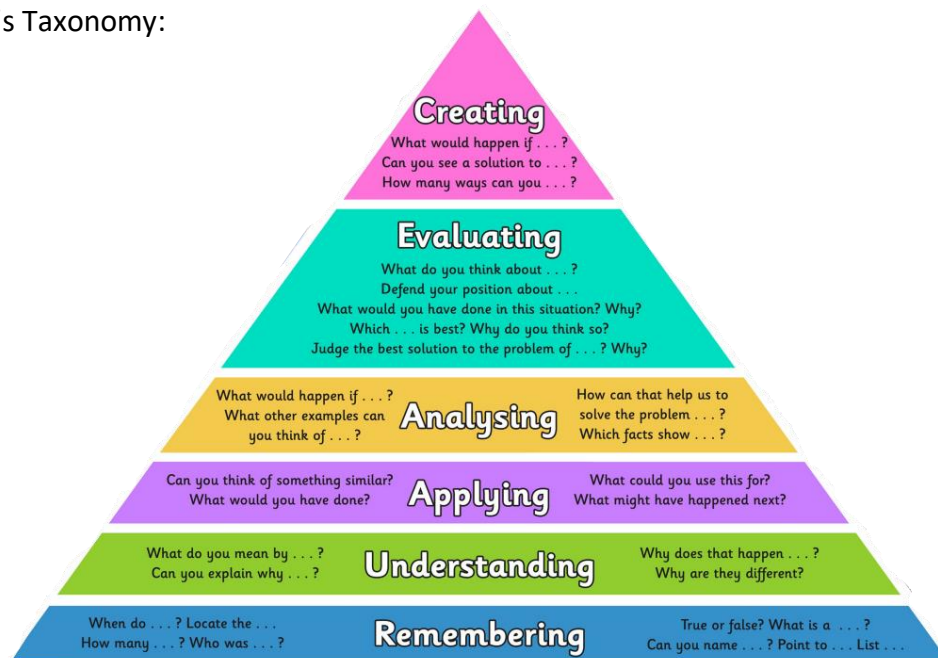 s Taxonomy:
Creating
What would happen if . . . ?
Can you see a solution to . . . ?
How many ways can you . . . ?
Evaluating
What do you think about . . . ?
Defend your position about . . .
What would you have done in this situation? Why?
Which . . . is best? Why do you think so?
Judge the best solution to the problem of . . . ? Why?
What would happen if . . . ?
What other examples can
you think of . . . ?
Analysing
How can that help us to
solve the problem . . . ?
Which facts show . . . ?
Can you think of something similar?
What would you have done?
Applying
What could you use this for?
What might have happened next?
What do you mean by . . . ?
Can you explain why . . . ?
Understanding
Why does that happen . . . ?
Why are they different?
When do . . . ? Locate the . . .
How many . . . ? Who was . . . ?
Remembering
True or false? What is a . . . ?
Can you name . . . ? Point to . . . List . . .